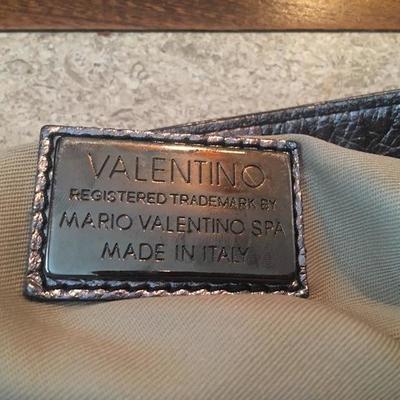 VALENTINO
REGISTERED TRADEMARK BY
MARIO VALENTINO SPA
MADE IN ITALY